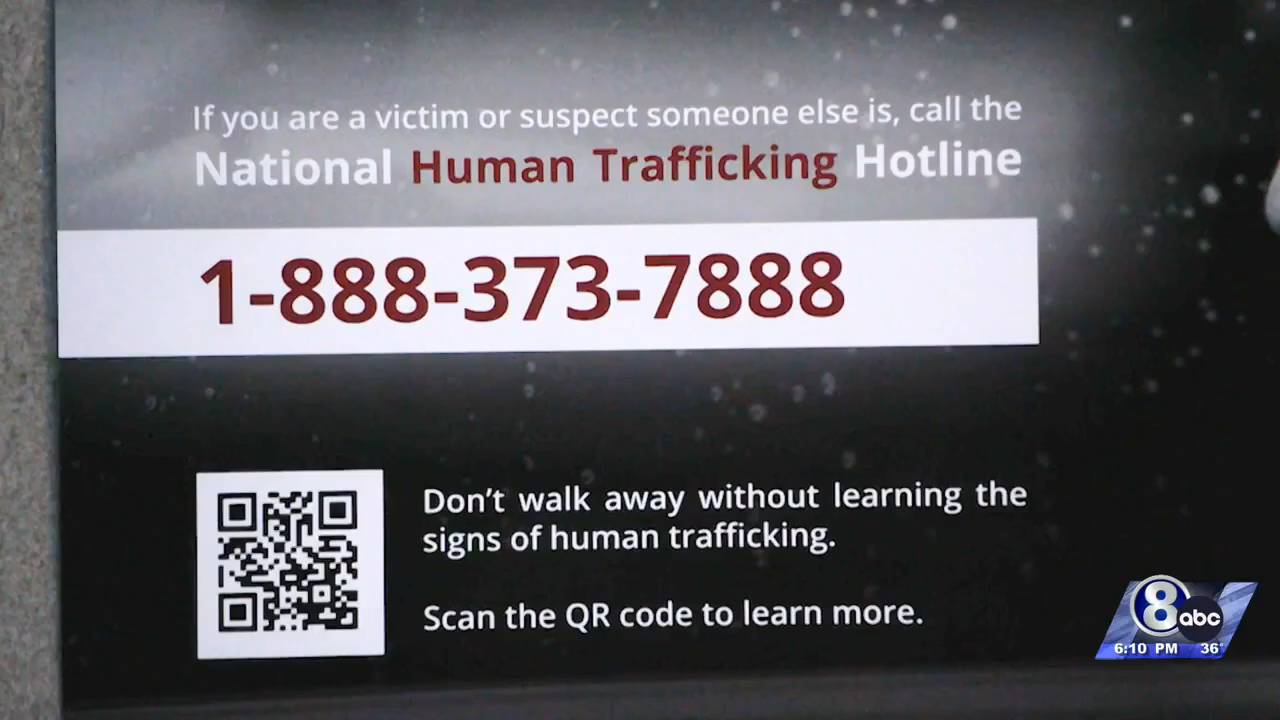 If you are a victim or suspect someone else is, call the
National Human Trafficking Hotline
1-888-373-7888
Don't walk away without learning the
signs of human trafficking.
Scan the QR code to learn more.
8 abc
6:10 PM 36°